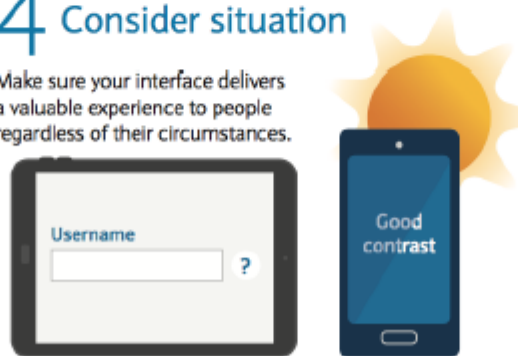 4 Consider situation
Make sure your interface delivers
a valuable experience to people
regardless of their circumstances.
Username
?
Good
contrast